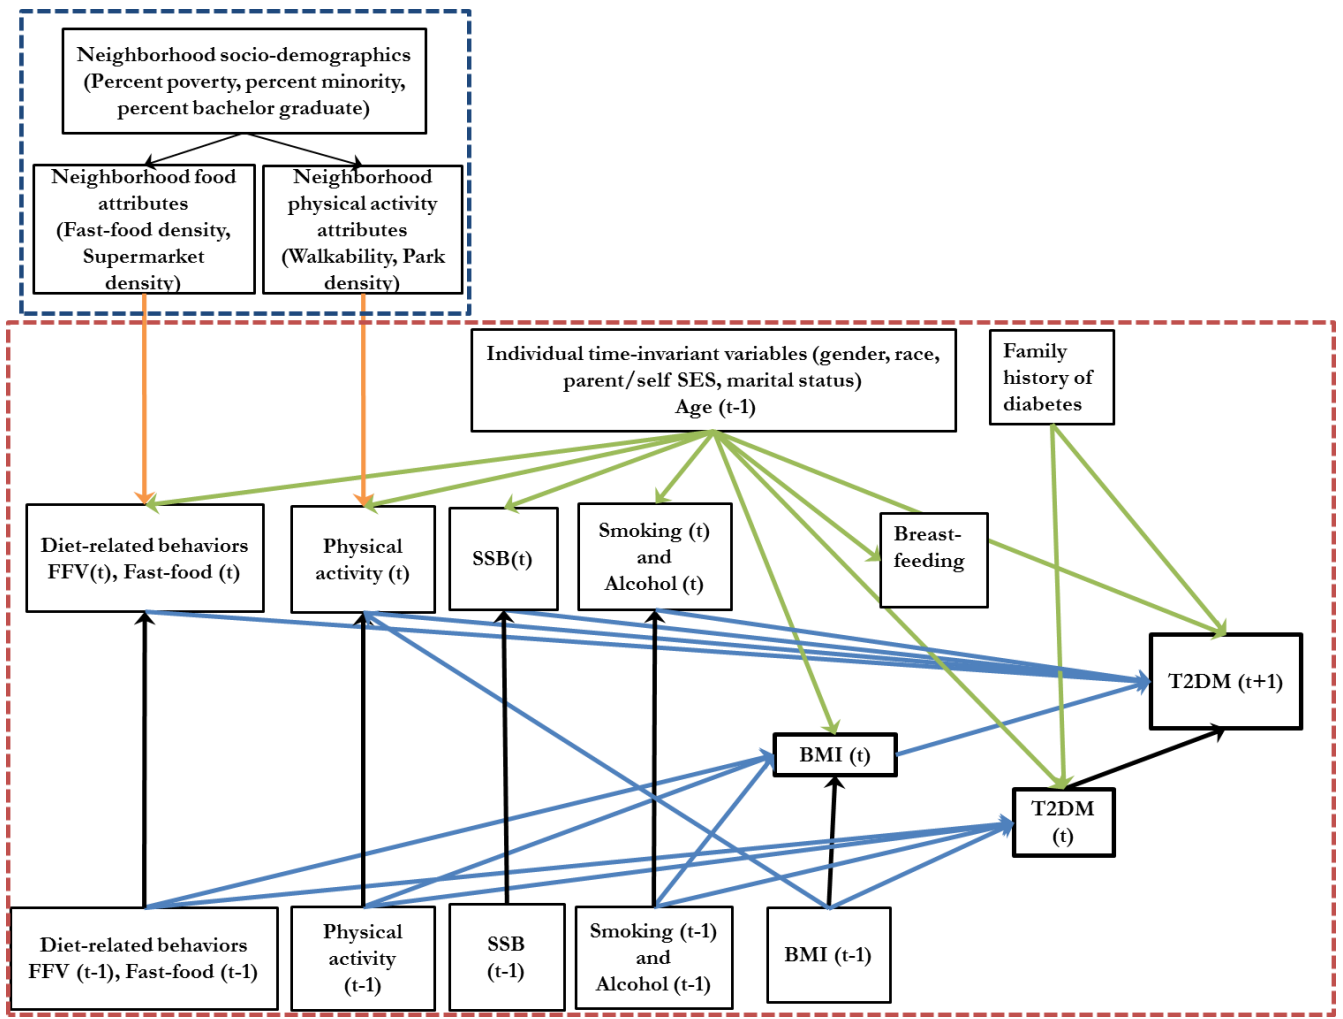 Neighborhood socio-demographics
(Percent poverty, percent minority,
percent bachelor graduate)
Neighborhood food
attributes
(Fast-food density,
Supermarket
density)
Neighborhood
physical activity
attributes
(Walkability, Park
density)
Individual time-invariant variables (gender, race,
parent/self SES, marital status)
Age (t-1)
Family
history of
diabetes
Diet-related behaviors
FFV(t), Fast-food (t)
Physical
activity (t)
SSB(t)
Smoking (t)
and
Alcohol (t)
Breast-
feeding
T2DM (t+1)
BMI (t)
T2DM
(t)
Diet-related behaviors
FFV (t-1), Fast-food (t-1)
Physical
activity
(t-1)
SSB
(t-1)
Smoking (t-1)
and
Alcohol (t-1)
BMI (t-1)